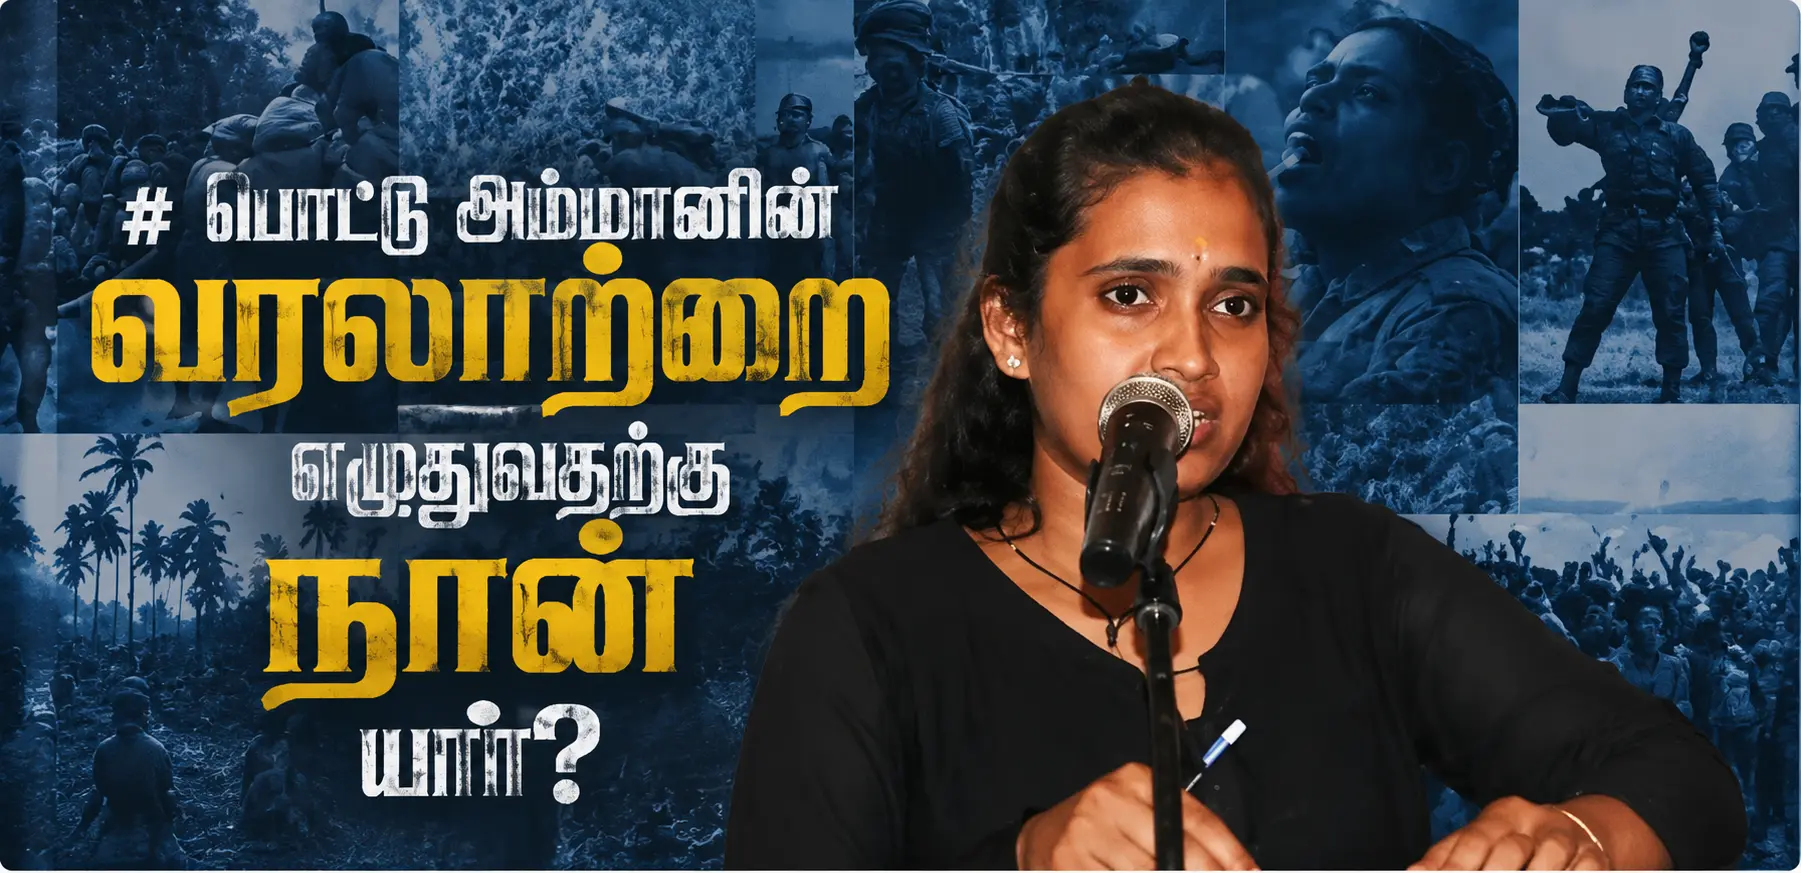 # பொட்டு அம்மானின்
வரலாற்றை
எழுதுவதற்கு
நான்
யார்?